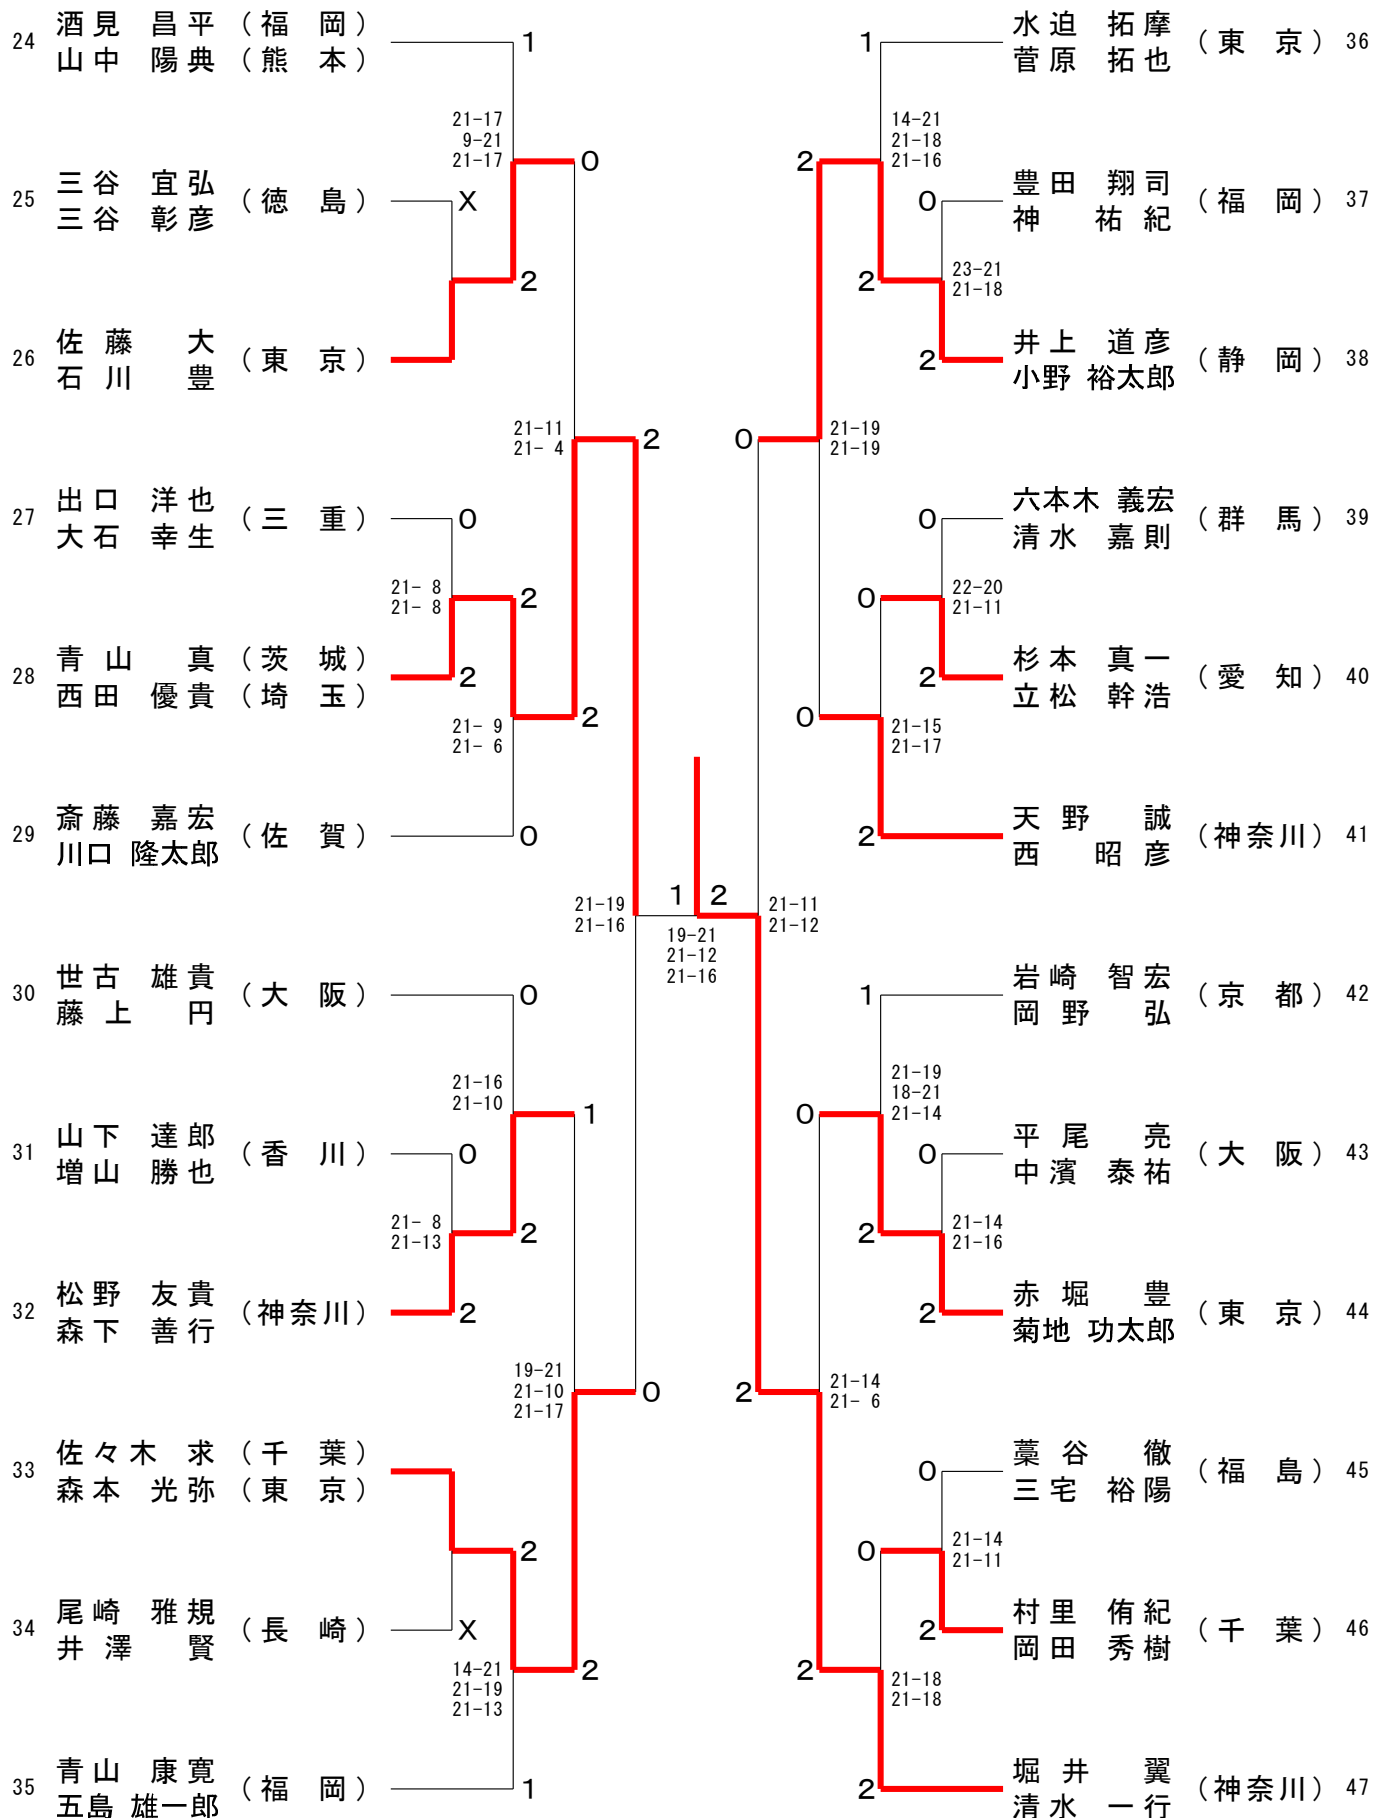 24 酒見 昌平 (福 岡)
山中 陽典 (熊 本)
1
21-17
9-21
21-17
0
25 三谷 宜弘 (徳 島)
三谷 彰彦
X
2
26 佐藤 大 (東 京)
石川 豊
21-11
21- 4
2
27 出口 洋也 (三 重)
大石 幸生
0
21- 8
21- 8
2
28 青山 真 (茨 城)
西田 優貴 (埼 玉)
2
21- 9
21- 6
2
29 斎藤 嘉宏 (佐 賀)
川口 隆太郎
0
21-19
21-16
30 世古 雄貴 (大 阪)
藤上 円
0
21-16
21-10
1
31 山下 達郎 (香 川)
増山 勝也
0
21- 8
21-13
2
32 松野 友貴 (神奈川)
森下 善行
2
19-21
21-10
21-17
0
33 佐々木 求 (千 葉)
森本 光弥 (東 京)
2
34 尾崎 雅規 (長 崎)
井澤 賢
X
14-21
21-19
21-13
2
35 青山 康寛 (福 岡)
五島 雄一郎
1
1 2
19-21
21-12
21-16
1
水迫 拓摩 (東 京) 36
菅原 拓也
14-21
21-18
21-16
2
0
豊田 翔司 (福 岡) 37
神 祐紀
2
23-21
21-18
2
井上 道彦 (静 岡) 38
小野 裕太郎
0
21-19
21-19
0
六本木 義宏 (群 馬) 39
清水 嘉則
0
22-20
21-11
2
杉本 真一 (愛 知) 40
立松 幹浩
0
21-15
21-17
2
天野 誠 (神奈川) 41
西 昭彦
21-11
21-12
1
岩崎 智宏 (京 都) 42
岡野 弘
21-19
18-21
21-14
0
0
平尾 亮 (大 阪) 43
中濱 泰祐
2
21-14
21-16
2
赤堀 豊 (東 京) 44
菊地 功太郎
2
21-14
21- 6
0
藁谷 徹 (福 島) 45
三宅 裕陽
0
21-14
21-11
2
村里 侑紀 (千 葉) 46
岡田 秀樹
2
21-18
21-18
2
堀井 翼 (神奈川) 47
清水 一行